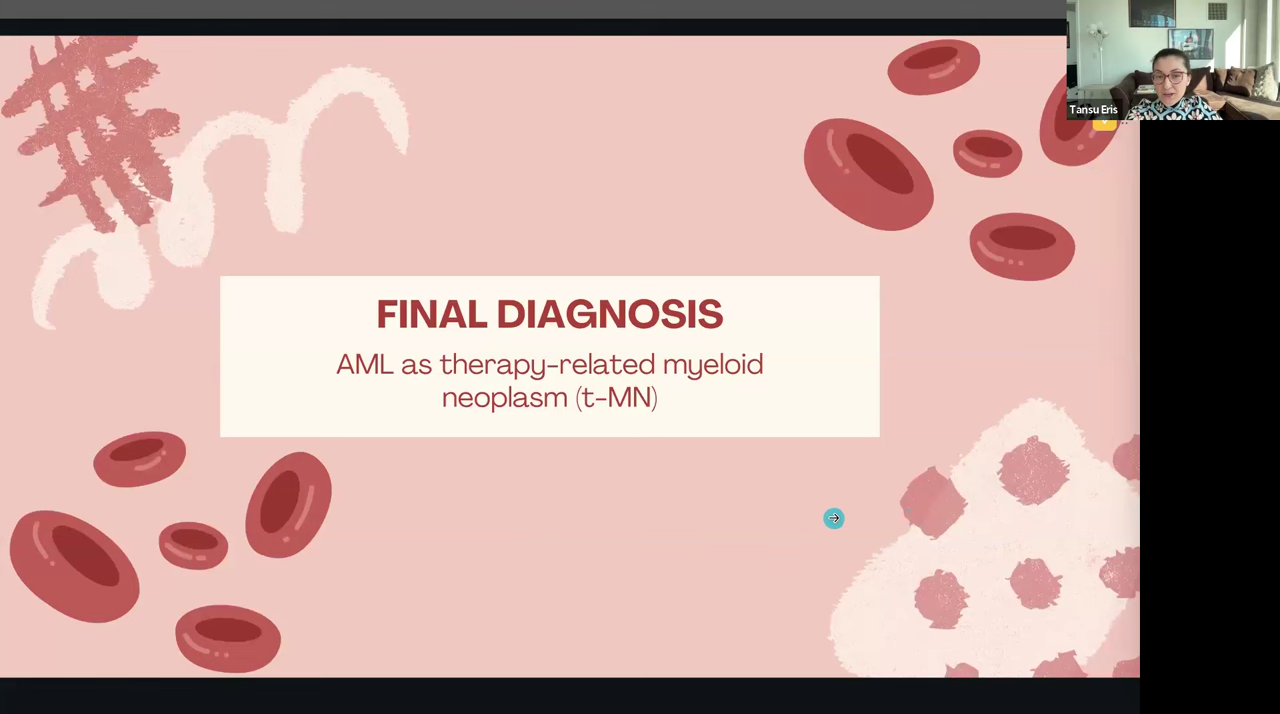 Tansu Eris
FINAL DIAGNOSIS
AML as therapy-related myeloid
neoplasm (t-MN)